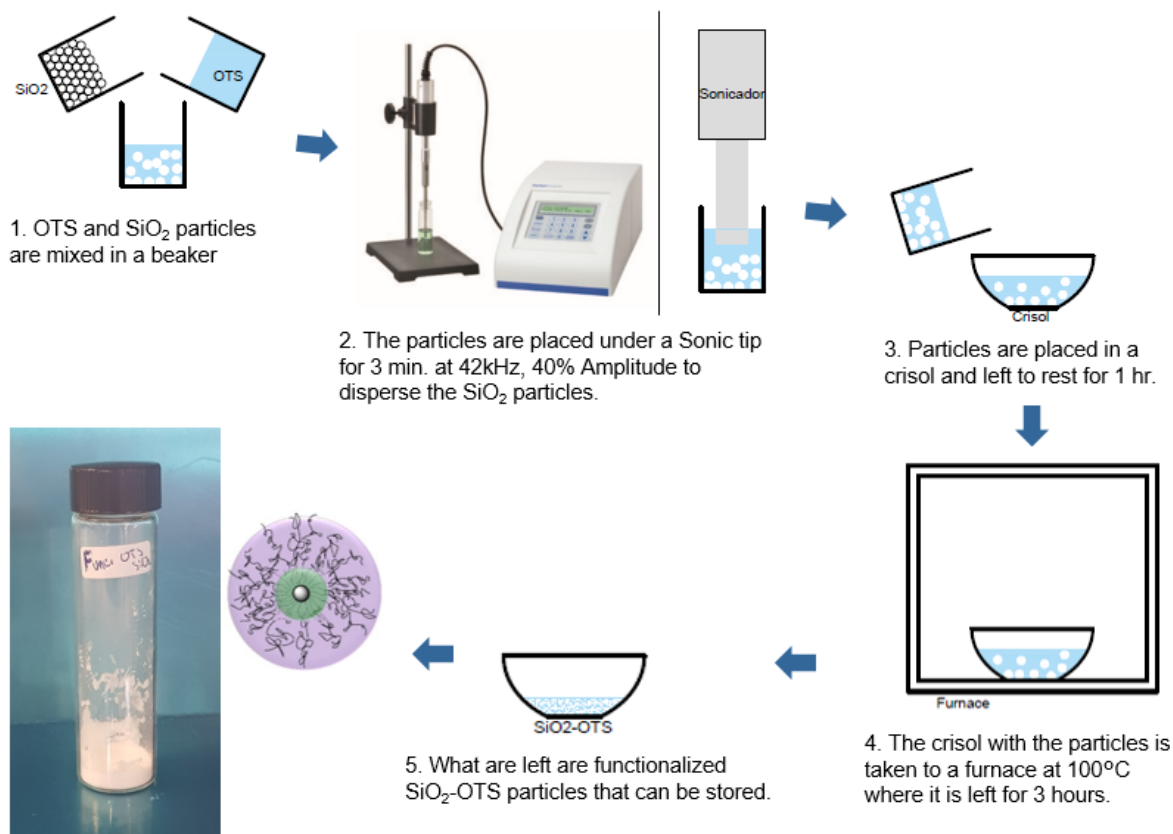 SiO2
OTS
1. OTS and SiO₂ particles
are mixed in a beaker
Sonicador
2. The particles are placed under a Sonic tip
for 3 min. at 42kHz, 40% Amplitude to
disperse the SiO₂ particles.
Crisol
3. Particles are placed in a
crisol and left to rest for 1 hr.
Furnace
4. The crisol with the particles is
taken to a furnace at 100ºC
where it is left for 3 hours.
SiO2-OTS
5. What are left are functionalized
SiO₂-OTS particles that can be stored.
Funci OTS
SiO₂